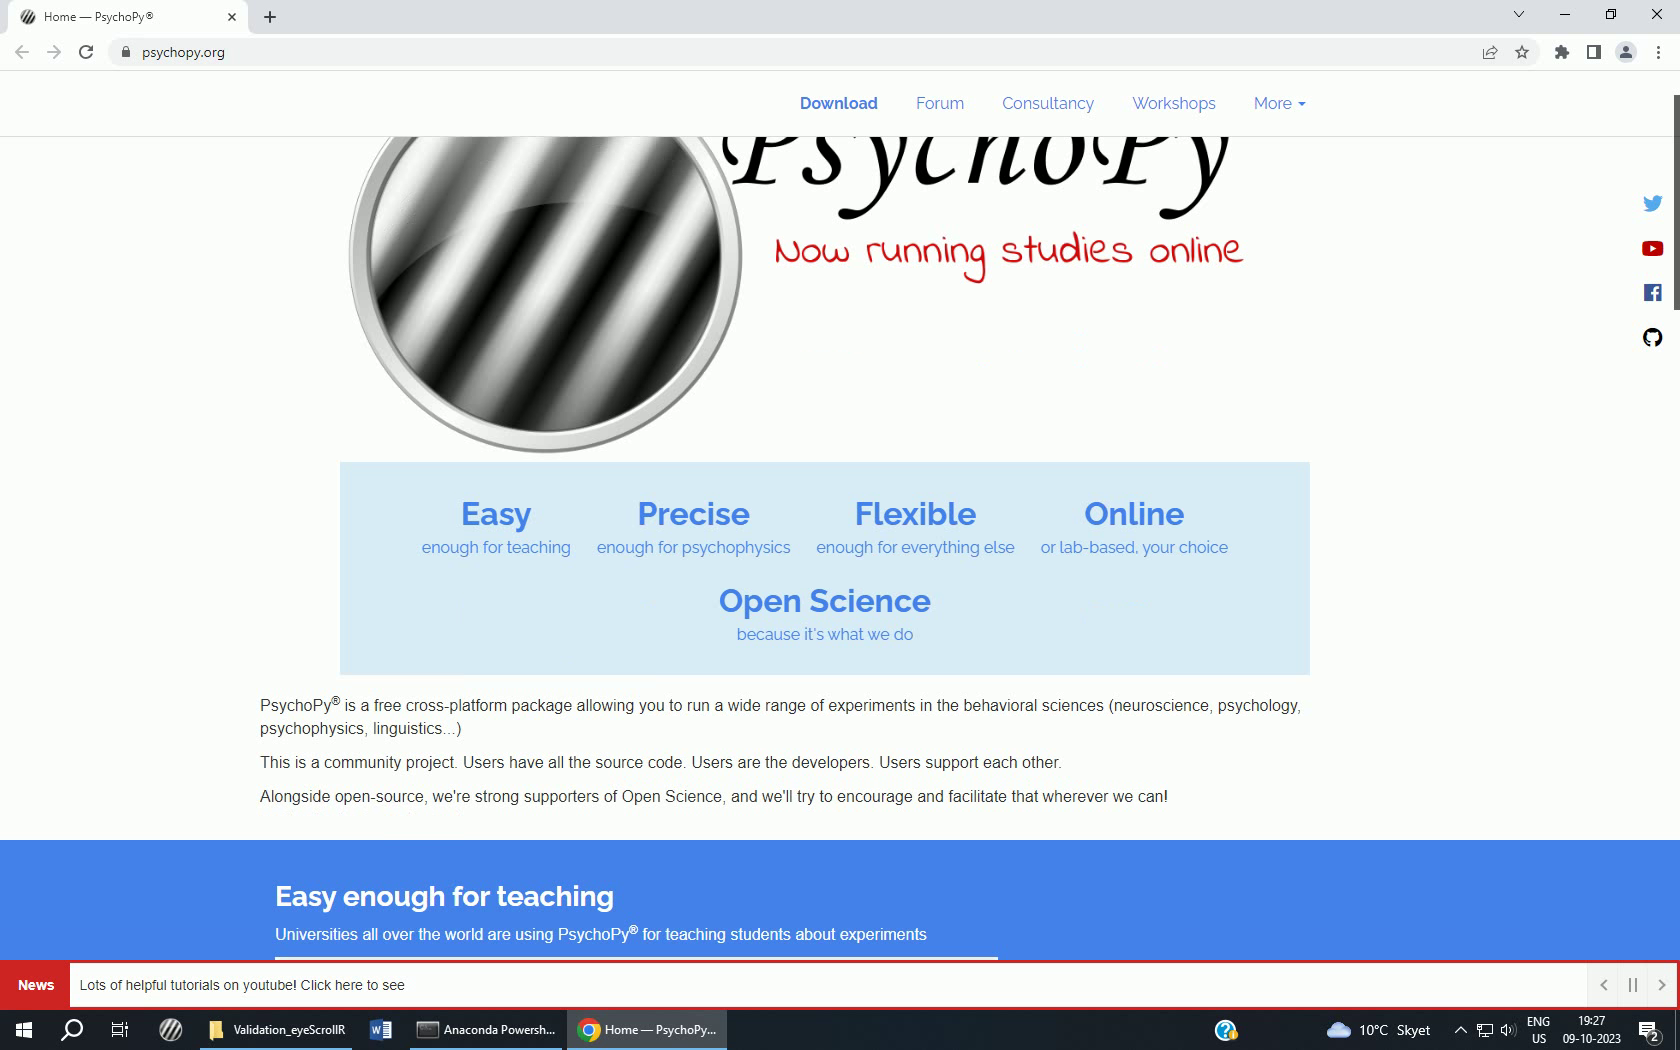 Home — PsychoPy®
psychopy.org
Download Forum Consultancy Workshops More
PsychoPy
Now running studies online
Easy Precise Flexible Online
enough for teaching enough for psychophysics enough for everything else or lab-based, your choice
Open Science
because it's what we do
PsychoPy® is a free cross-platform package allowing you to run a wide range of experiments in the behavioral sciences (neuroscience, psychology,
psychophysics, linguistics...)
This is a community project. Users have all the source code. Users are the developers. Users support each other.
Alongside open-source, we're strong supporters of Open Science, and we'll try to encourage and facilitate that wherever we can!
Easy enough for teaching
Universities all over the world are using PsychoPy® for teaching students about experiments
News Lots of helpful tutorials on youtube! Click here to see
Validation_eyeScrollR Anaconda Powersh... Home — PsychoPy... 10°C Skyet ENG 19:27
US 09-10-2023 2